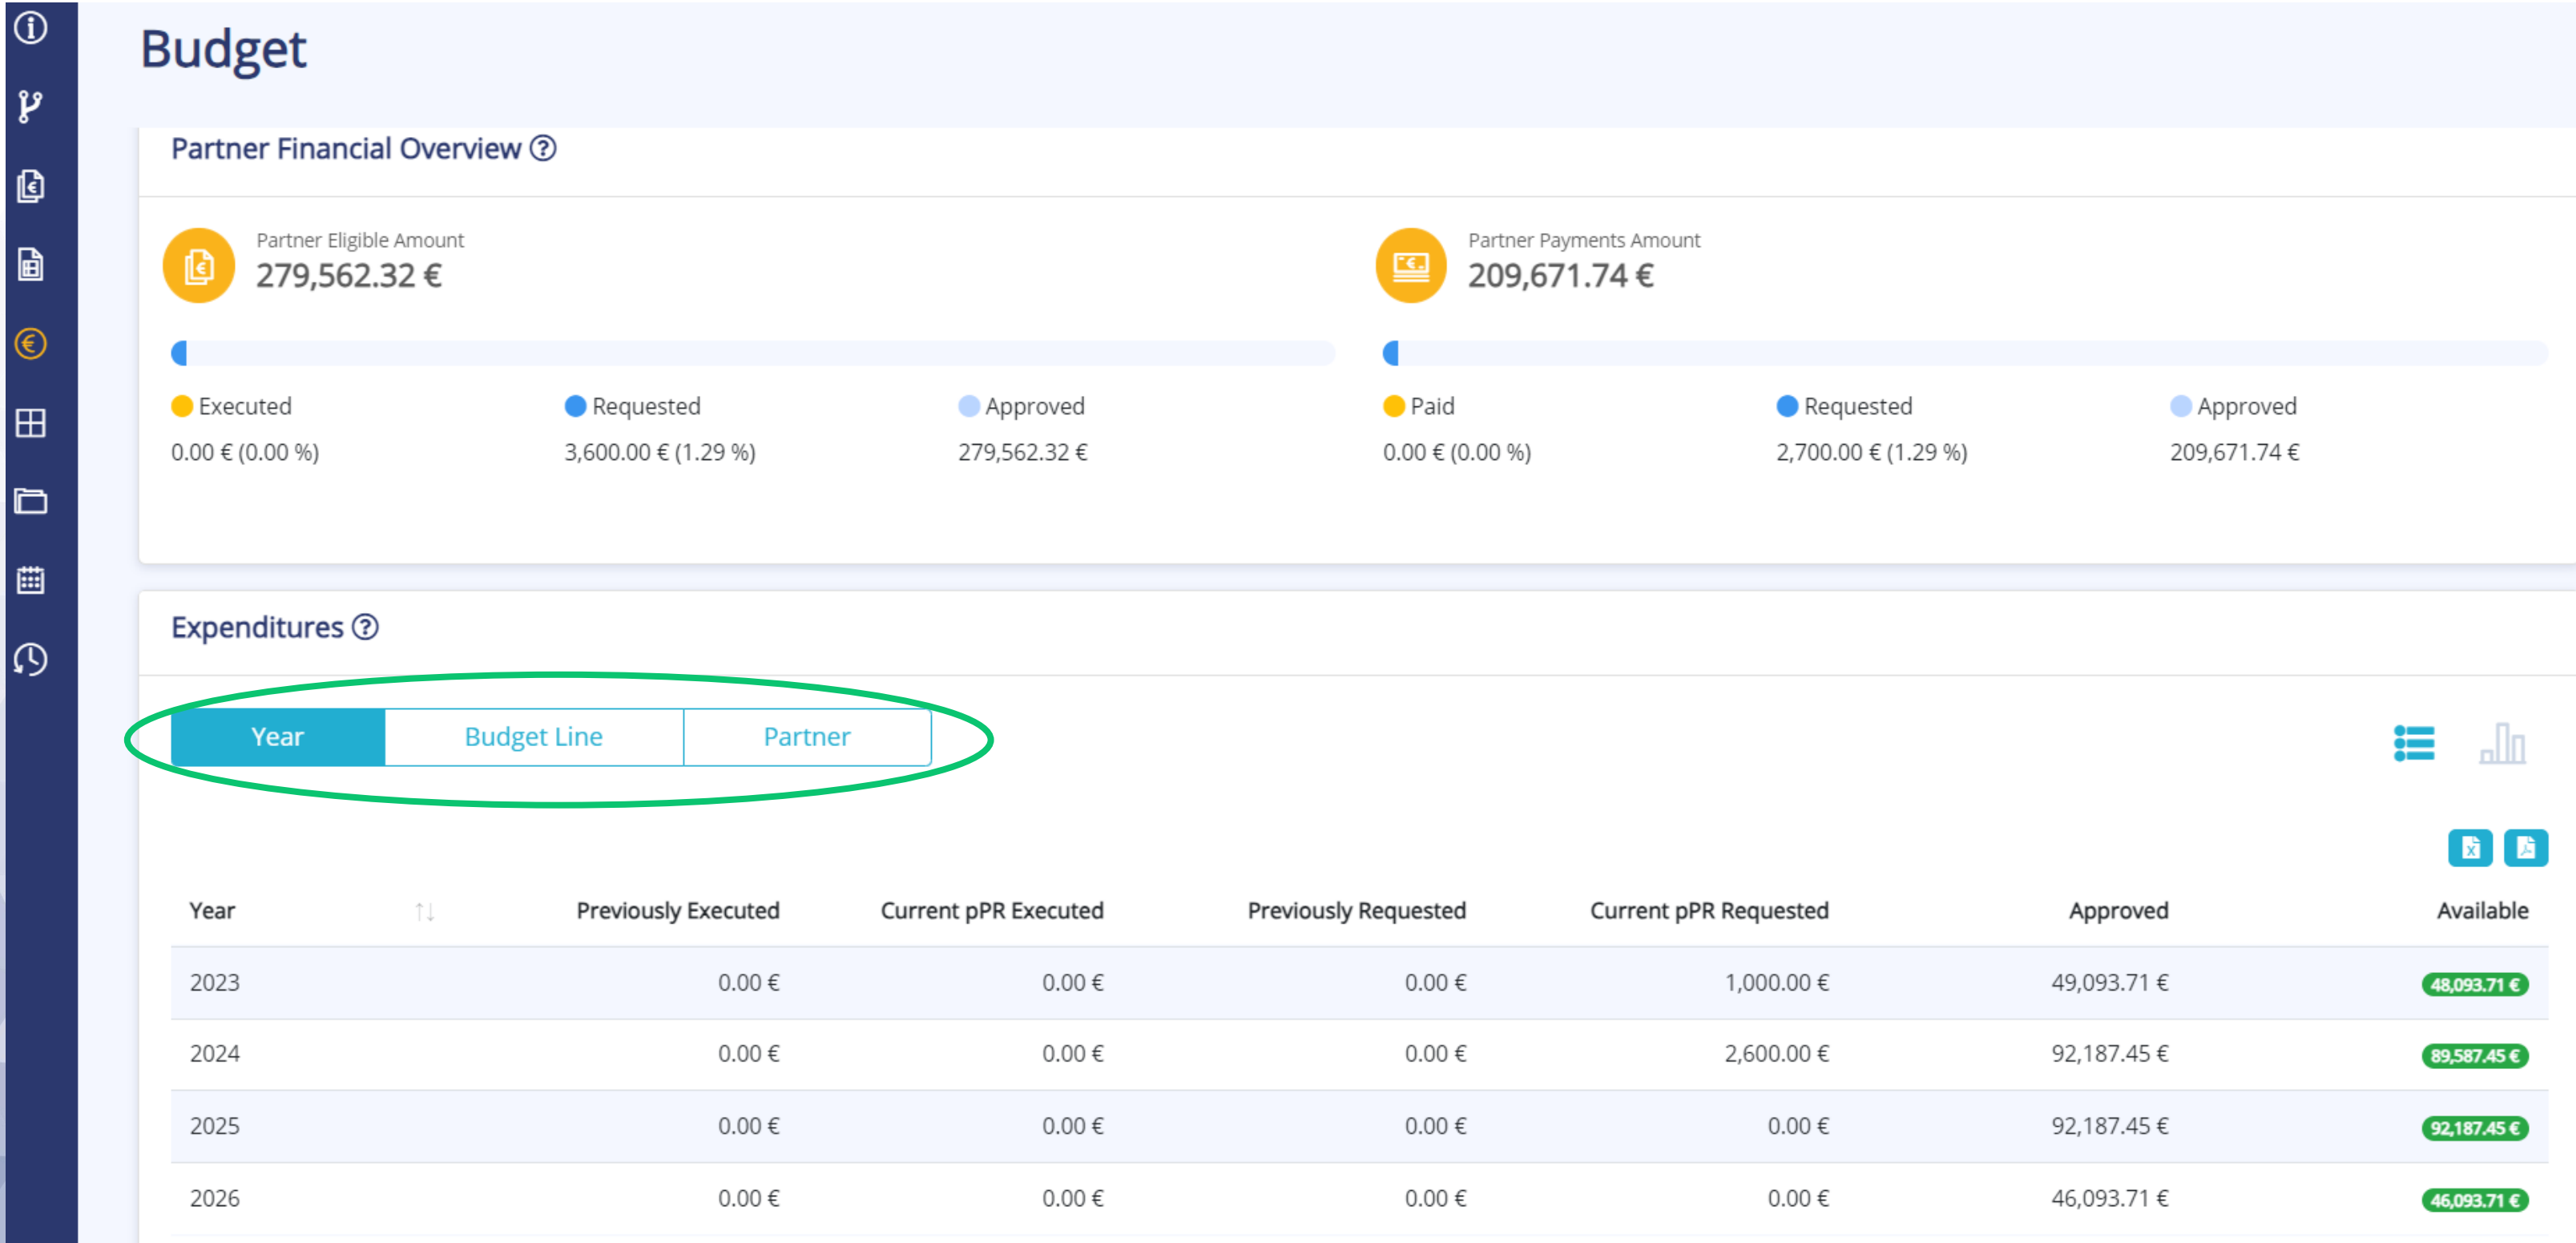 Budget
Partner Financial Overview
Partner Eligible Amount
279,562.32 €
Partner Payments Amount
209,671.74 €
Executed Requested Approved
0.00 € (0.00 %) 3,600.00 € (1.29 %) 279,562.32 €
Paid Requested Approved
0.00 € (0.00 %) 2,700.00 € (1.29 %) 209,671.74 €
Expenditures
Year Budget Line Partner
Year Previously Executed Current pPR Executed Previously Requested Current pPR Requested Approved Available
2023 0.00 € 0.00 € 0.00 € 1,000.00 € 49,093.71 € 48,093.71 €
2024 0.00 € 0.00 € 0.00 € 2,600.00 € 92,187.45 € 89,587.45 €
2025 0.00 € 0.00 € 0.00 € 0.00 € 92,187.45 € 92,187.45 €
2026 0.00 € 0.00 € 0.00 € 0.00 € 46,093.71 € 46,093.71 €